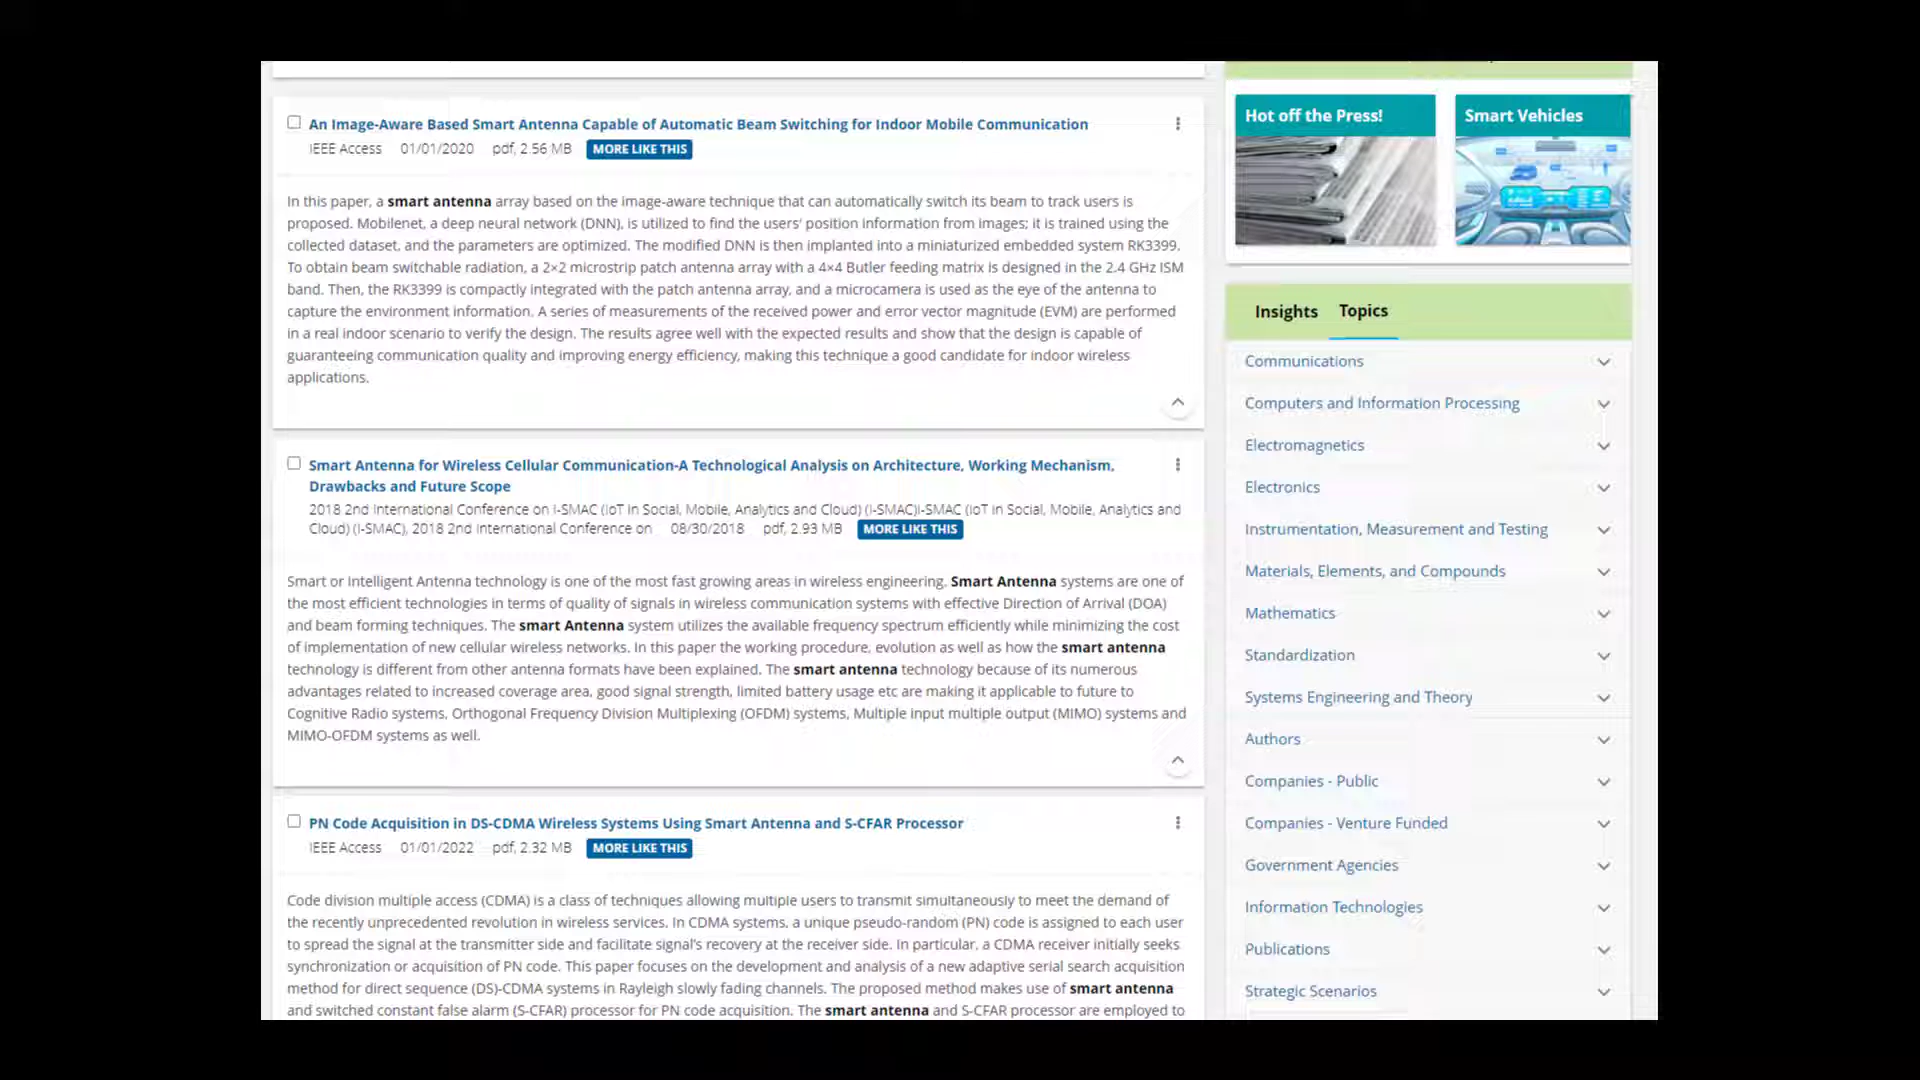 An Image-Aware Based Smart Antenna Capable of Automatic Beam Switching for Indoor Mobile Communication
IEEE Access 01/01/2020 pdf, 2.56 MB MORE LIKE THIS
In this paper, a smart antenna array based on the image-aware technique that can automatically switch its beam to track users is
proposed. Mobilenet, a deep neural network (DNN), is utilized to find the users' position information from images; it is trained using the
collected dataset, and the parameters are optimized. The modified DNN is then implanted into a miniaturized embedded system RK3399.
To obtain beam switchable radiation, a 2×2 microstrip patch antenna array with a 4×4 Butler feeding matrix is designed in the 2.4 GHz ISM
band. Then, the RK3399 is compactly integrated with the patch antenna array, and a microcamera is used as the eye of the antenna to
capture the environment information. A series of measurements of the received power and error vector magnitude (EVM) are performed
in a real indoor scenario to verify the design. The results agree well with the expected results and show that the design is capable of
guaranteeing communication quality and improving energy efficiency, making this technique a good candidate for indoor wireless
applications.
Smart Antenna for Wireless Cellular Communication-A Technological Analysis on Architecture, Working Mechanism,
Drawbacks and Future Scope
2018 2nd International Conference on I-SMAC (IoT in Social, Mobile, Analytics and Cloud) (I-SMAC)I-SMAC (IoT in Social, Mobile, Analytics and
Cloud) (I-SMAC), 2018 2nd International Conference on 08/30/2018 pdf, 2.93 MB MORE LIKE THIS
Smart or Intelligent Antenna technology is one of the most fast growing areas in wireless engineering. Smart Antenna systems are one of
the most efficient technologies in terms of quality of signals in wireless communication systems with effective Direction of Arrival (DOA)
and beam forming techniques. The smart Antenna system utilizes the available frequency spectrum efficiently while minimizing the cost
of implementation of new cellular wireless networks. In this paper the working procedure, evolution as well as how the smart antenna
technology is different from other antenna formats have been explained. The smart antenna technology because of its numerous
advantages related to increased coverage area, good signal strength, limited battery usage etc are making it applicable to future to
Cognitive Radio systems, Orthogonal Frequency Division Multiplexing (OFDM) systems, Multiple input multiple output (MIMO) systems and
MIMO-OFDM systems as well.
PN Code Acquisition in DS-CDMA Wireless Systems Using Smart Antenna and S-CFAR Processor
IEEE Access 01/01/2022 pdf, 2.32 MB MORE LIKE THIS
Code division multiple access (CDMA) is a class of techniques allowing multiple users to transmit simultaneously to meet the demand of
the recently unprecedented revolution in wireless services. In CDMA systems, a unique pseudo-random (PN) code is assigned to each user
to spread the signal at the transmitter side and facilitate signal's recovery at the receiver side. In particular, a CDMA receiver initially seeks
synchronization or acquisition of PN code. This paper focuses on the development and analysis of a new adaptive serial search acquisition
method for direct sequence (DS)-CDMA systems in Rayleigh slowly fading channels. The proposed method makes use of smart antenna
and switched constant false alarm (S-CFAR) processor for PN code acquisition. The smart antenna and S-CFAR processor are employed to
Hot off the Press!
Smart Vehicles
Insights Topics
Communications
Computers and Information Processing
Electromagnetics
Electronics
Instrumentation, Measurement and Testing
Materials, Elements, and Compounds
Mathematics
Standardization
Systems Engineering and Theory
Authors
Companies - Public
Companies - Venture Funded
Government Agencies
Information Technologies
Publications
Strategic Scenarios